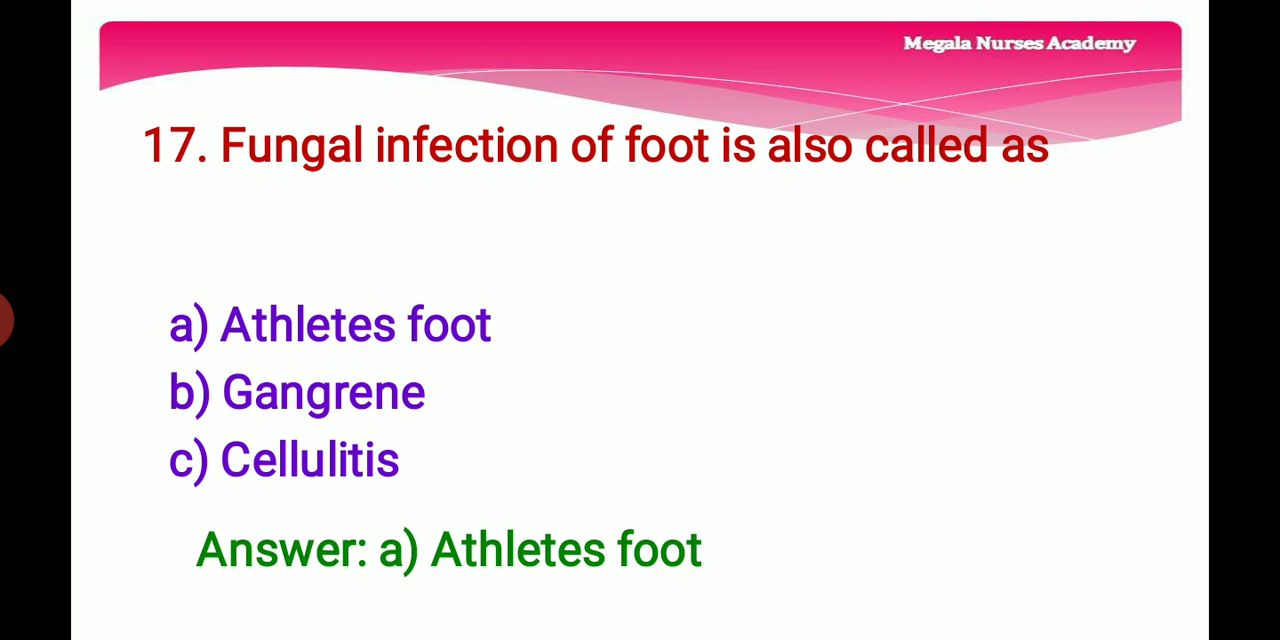 Megala Nurses Academy
17. Fungal infection of foot is also called as
a) Athletes foot
b) Gangrene
c) Cellulitis
Answer: a) Athletes foot